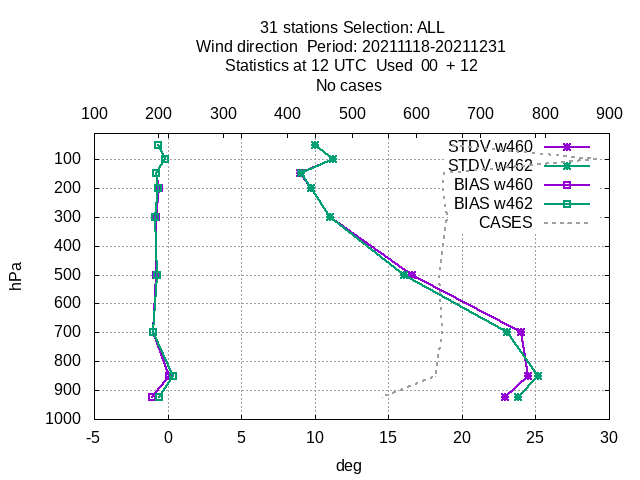 31 stations Selection: ALL
Wind direction  Period: 20211118-20211231
Statistics at 12 UTC  Used  00  + 12
No cases
100 200 300 400 500 600 700 800 900
STDV w460
STDV w462
BIAS w460
BIAS w462
CASES
100
200
300
400
500
600
700
800
900
1000
hPa
-5 0 5 10 15 20 25 30
deg